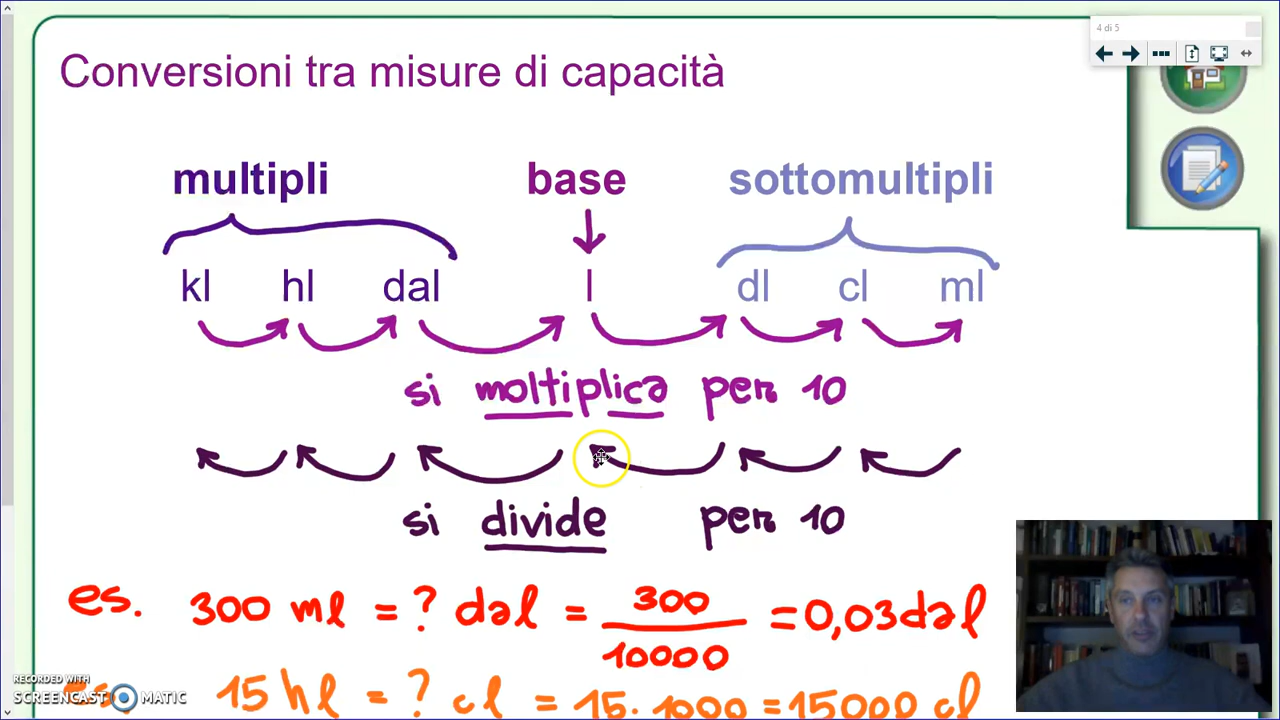 4 di 5
Conversioni tra misure di capacità
multipli base sottomultipli
kl hl dal l dl cl ml
si moltiplica per 10
si divide per 10
es. 300 ml = ? dal = 300/10000 = 0,03 dal
es. 15 hl = ? cl = 15 . 1000 = 15000 cl
RECORDED WITH
SCREENCAST MATIC